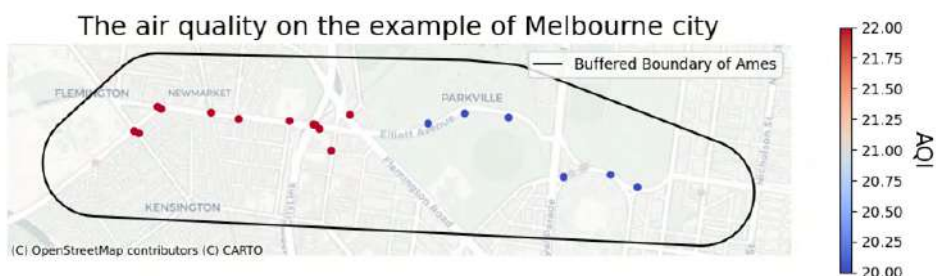 The air quality on the example of Melbourne city
Buffered Boundary of Ames
FLEMINGTON
NEWMARKET
PARKVILLE
Elliott Avenue
Flemington Road
KENSINGTON
Nicholson St
(C) OpenStreetMap contributors (C) CARTO
22.00
21.75
21.50
21.25
21.00
20.75
20.50
20.25
20.00
AQI